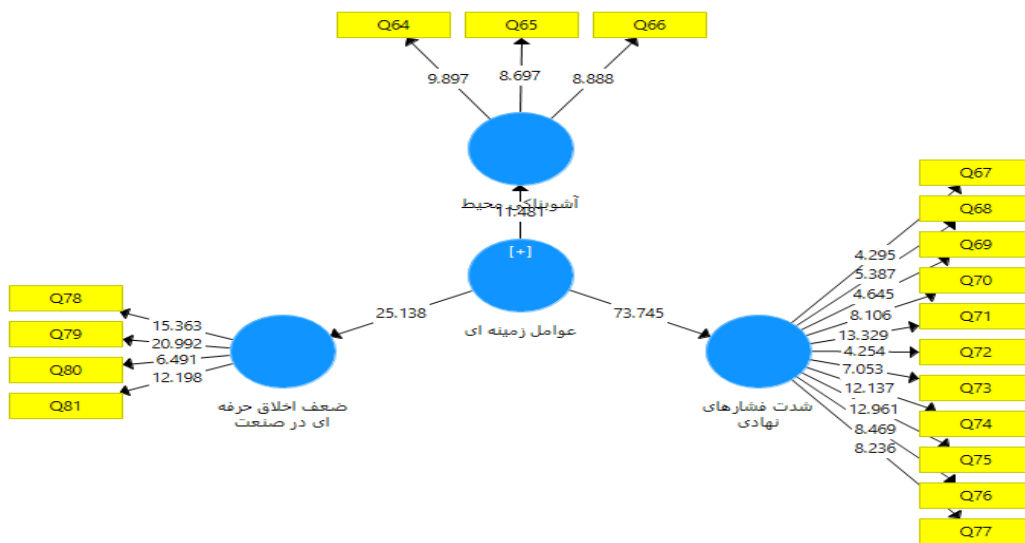 Q64
Q65
Q66
9.897
8.697
8.888
آشوبناکی محیط
11.481
[+]
عوامل زمینه ای
25.138
73.745
Q78
Q79
Q80
Q81
15.363
20.992
6.491
12.198
ضعف اخلاق حرفه
ای در صنعت
شدت فشارهای
نهادی
4.295
5.387
4.645
8.106
13.329
4.254
7.053
12.137
12.961
8.469
8.236
Q67
Q68
Q69
Q70
Q71
Q72
Q73
Q74
Q75
Q76
Q77